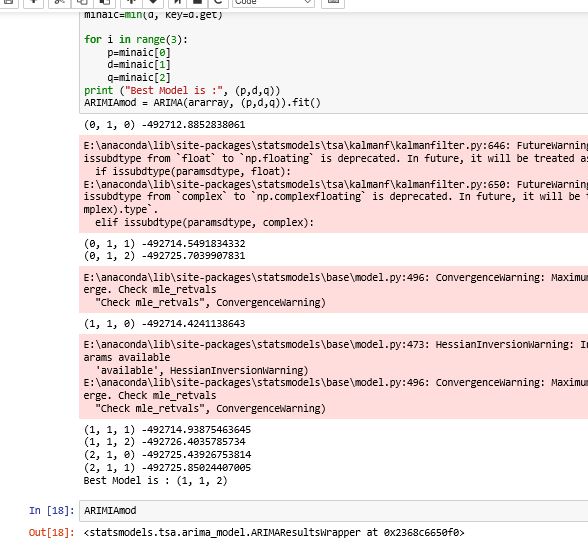 Code
minaic=min(d, key=d.get)
for i in range(3):
p=minaic[0]
d=minaic[1]
q=minaic[2]
print ("Best Model is :", (p,d,q))
ARIMIAmod = ARIMA(ararray, (p,d,q)).fit()
(0, 1, 0) -492712.8852838061
E:\anaconda\lib\site-packages\statsmodels\tsa\kalmanf\kalmanfilter.py:646: FutureWarning
issubdtype from `float` to `np.floating` is deprecated. In future, it will be treated as
if issubdtype(paramsdtype, float):
E:\anaconda\lib\site-packages\statsmodels\tsa\kalmanf\kalmanfilter.py:650: FutureWarning
issubdtype from `complex` to `np.complexfloating` is deprecated. In future, it will be
mplex).type`.
elif issubdtype(paramsdtype, complex):
(0, 1, 1) -492714.5491834332
(0, 1, 2) -492725.7039907831
E:\anaconda\lib\site-packages\statsmodels\base\model.py:496: ConvergenceWarning: Maximu
erge. Check mle_retvals
"Check mle_retvals", ConvergenceWarning)
(1, 1, 0) -492714.4241138643
E:\anaconda\lib\site-packages\statsmodels\base\model.py:473: HessianInversionWarning: I
arams available
'available', HessianInversionWarning)
E:\anaconda\lib\site-packages\statsmodels\base\model.py:496: ConvergenceWarning: Maximu
erge. Check mle_retvals
"Check mle_retvals", ConvergenceWarning)
(1, 1, 1) -492714.93875463645
(1, 1, 2) -492726.4035785734
(2, 1, 0) -492725.43926753814
(2, 1, 1) -492725.85024407005
Best Model is : (1, 1, 2)
In [18]: ARIMIAmod
Out[18]: <statsmodels.tsa.arima_model.ARIMAResultsWrapper at 0x2368c6650f0>